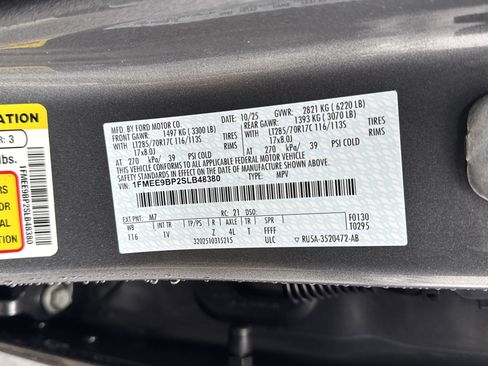 ATION
R: 3
lbs.
RS
S
1FMEE9BP2SLB48380
MFD. BY FORD MOTOR CO.
10/25
GVWR: 2821 KG ( 6220 LB)
FRONT GAWR: 1497 KG (3300 LB)
REAR GAWR: 1393 KG (3070 LB)
LT285/70R17C 116/113S TIRES
LT285/70R17C 116/113S TIRES
17x8.0J RIMS
17x8.0J RIMS
AT 270 kPa/ 39 PSI COLD
AT 270 kPa/ 39 PSI COLD
THIS VEHICLE CONFORMS TO ALL APPLICABLE FEDERAL MOTOR VEHICLE
SAFETY STANDARDS IN EFFECT ON THE DATE OF MANUFACTURE SHOWN ABOVE.
VIN: 1FMEE9BP2SLB48380
TYPE: MPV
EXT PNT: M7
RC: 21 DSO:
WB INT TR TP/PS R AXLE TR SPR
F0130
T0295
116 1V Z 4L T FFFF
3202510315215
ULC
RU5A-3520472-AB